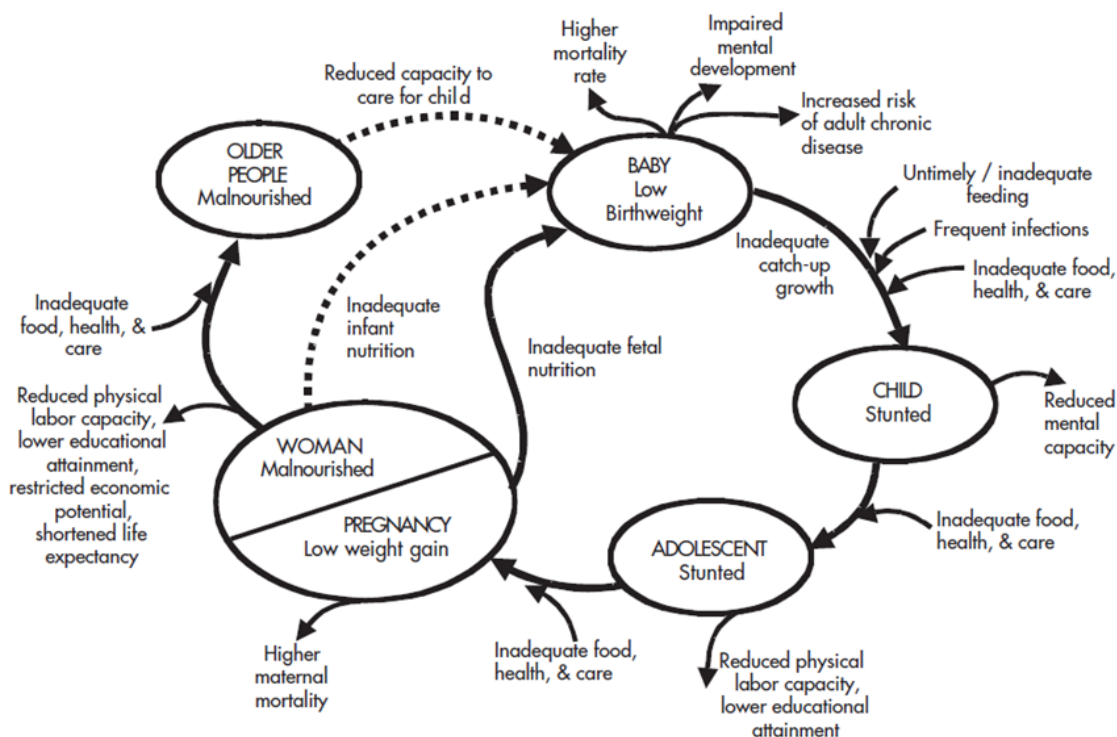 Higher
mortality
rate
Impaired
mental
development
Increased risk
of adult chronic
disease
Reduced capacity to
care for child
OLDER
PEOPLE
Malnourished
BABY
Low
Birthweight
Untimely / inadequate
feeding
Frequent infections
Inadequate food,
health, & care
Inadequate
catch-up
growth
Inadequate
food, health, &
care
Inadequate
infant
nutrition
Inadequate fetal
nutrition
CHILD
Stunted
Reduced
mental
capacity
Reduced physical
labor capacity,
lower educational
attainment,
restricted economic
potential,
shortened life
expectancy
WOMAN
Malnourished
PREGNANCY
Low weight gain
ADOLESCENT
Stunted
Inadequate food,
health, & care
Higher
maternal
mortality
Inadequate food,
health, & care
Reduced physical
labor capacity,
lower educational
attainment